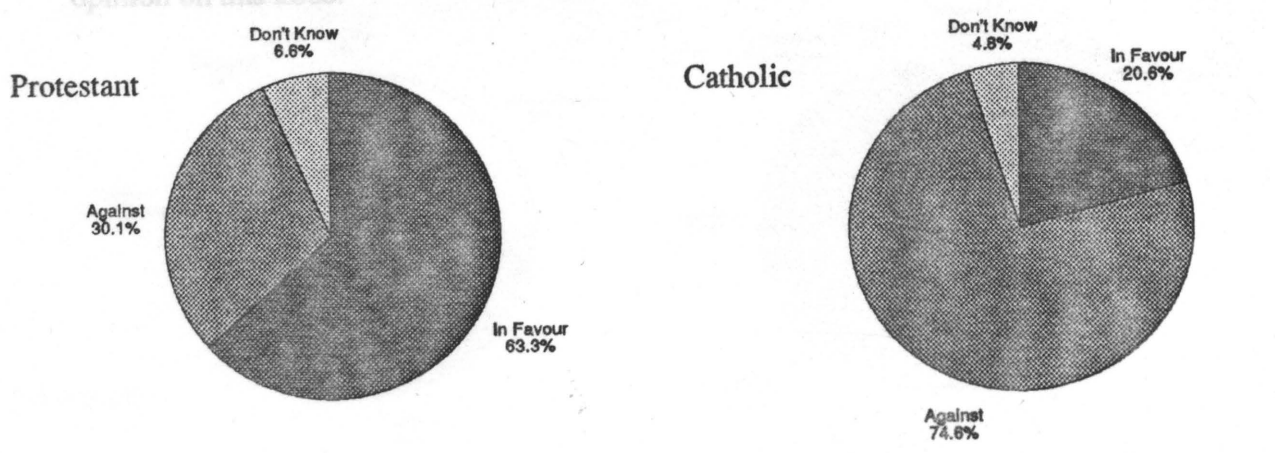 Protestant
Don't Know
6.6%
Against
30.1%
In Favour
63.3%
Catholic
Don't Know
4.8%
In Favour
20.6%
Against
74.6%